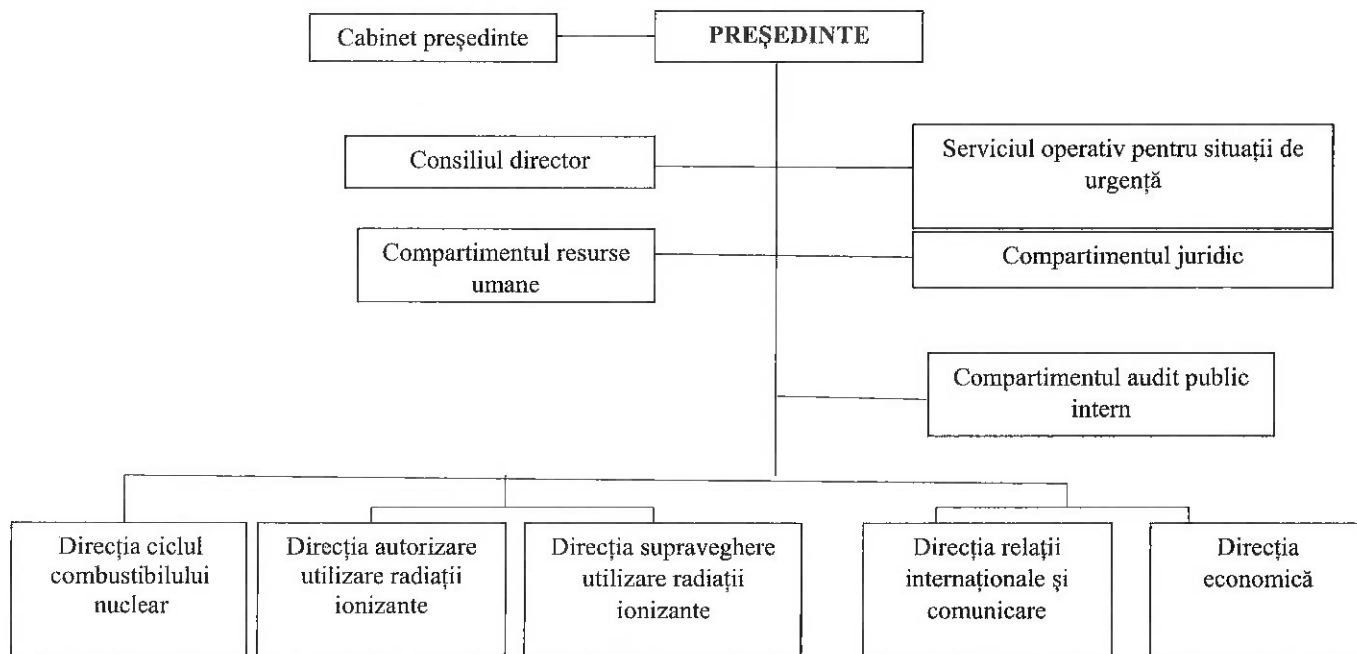 Cabinet președinte
PREȘEDINTE
Consiliul director
Serviciul operativ pentru situații de
urgență
Compartimentul resurse
umane
Compartimentul juridic
Compartimentul audit public
intern
Direcția ciclul
combustibilului
nuclear
Direcția autorizare
utilizare radiații
ionizante
Direcția supraveghere
utilizare radiații
ionizante
Direcția relații
internaționale și
comunicare
Direcția
economică